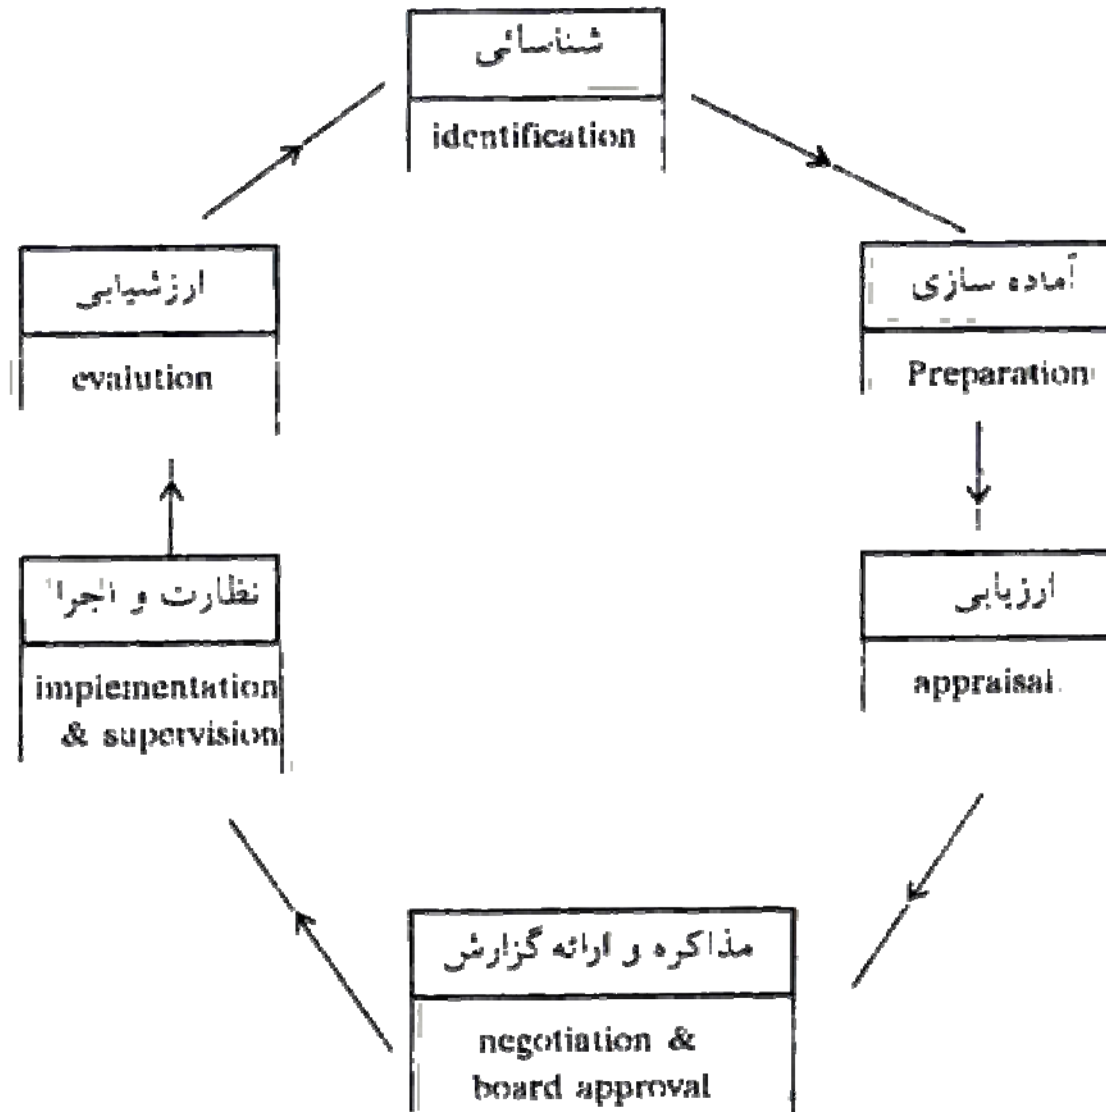 شناسائی
identification
آماده سازی
Preparation
ارزیابی
appraisal
مذاکره و ارائه گزارش
negotiation &
board approval
نظارت و اجرا
implementation
& supervision
ارزشیابی
evalution